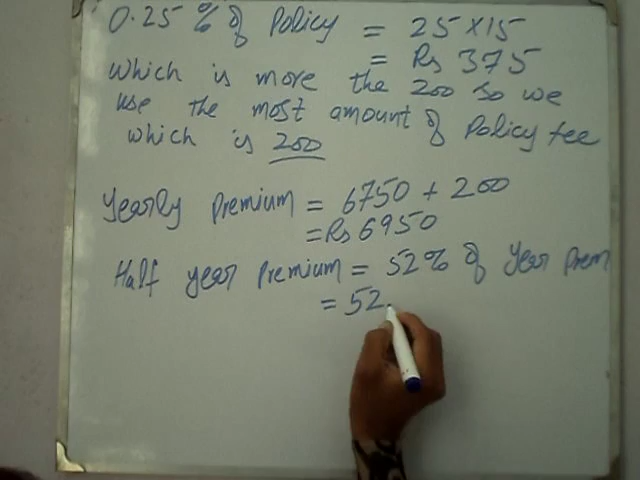 0.25 % of Policy = 25 × 15
= Rs 375
which is more the 200 so we
use the most amount of Policy fee
which is 200
Yearly Premium = 6750 + 200
= Rs 6950
Half year Premium = 52% of Year Prem
= 52